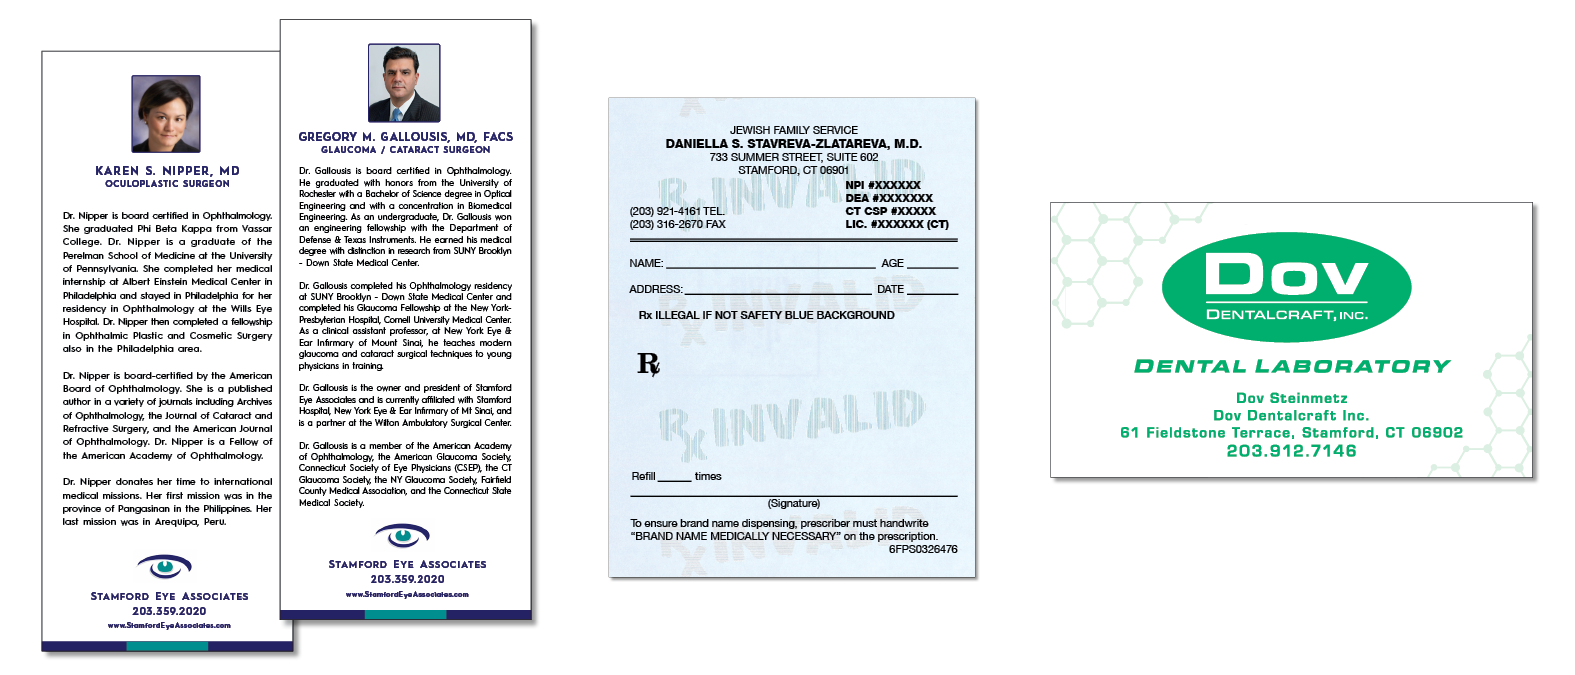 KAREN S. NIPPER, MD
OCULOPLASTIC SURGEON
Dr. Nipper is board certified in Ophthalmology.
She graduated Phi Beta Kappa from Vassar
College. Dr. Nipper is a graduate of the
Perelman School of Medicine at the University
of Pennsylvania. She completed her medical
internship at Albert Einstein Medical Center in
Philadelphia and stayed in Philadelphia for her
residency in Ophthalmology at the Wills Eye
Hospital. Dr. Nipper then completed a fellowship
in Ophthalmic Plastic and Cosmetic Surgery
also in the Philadelphia area.
Dr. Nipper is board-certified by the American
Board of Ophthalmology. She is a published
author in a variety of journals including Archives
of Ophthalmology, the Journal of Cataract and
Refractive Surgery, and the American Journal
of Ophthalmology. Dr. Nipper is a Fellow of
the American Academy of Ophthalmology.
Dr. Nipper donates her time to international
medical missions. Her first mission was in the
province of Pangasinan in the Philippines. Her
last mission was in Arequipa, Peru.
STAMFORD EYE ASSOCIATES
203.359.2020
www.StamfordEyeAssociates.com
GREGORY M. GALLOUSIS, MD, FACS
GLAUCOMA / CATARACT SURGEON
Dr. Gallousis is board certified in Ophthalmology.
He graduated with honors from the University of
Rochester with a Bachelor of Science degree in Optical
Engineering and with a concentration in Biomedical
Engineering. As an undergraduate, Dr. Gallousis won
an engineering fellowship with the Department of
Defense & Texas Instruments. He earned his medical
degree with distinction in research from SUNY Brooklyn
- Down State Medical Center.
Dr. Gallousis completed his Ophthalmology residency
at SUNY Brooklyn - Down State Medical Center and
completed his Glaucoma Fellowship at the New York-
Presbyterian Hospital, Cornell University Medical Center.
As a clinical assistant professor, at New York Eye &
Ear Infirmary of Mount Sinai, he teaches modern
glaucoma and cataract surgical techniques to young
physicians in training.
Dr. Gallousis is the owner and president of Stamford
Eye Associates and is currently affiliated with Stamford
Hospital, New York Eye & Ear Infirmary of Mt Sinai, and
is a partner at the Wilton Ambulatory Surgical Center.
Dr. Gallousis is a member of the American Academy
of Ophthalmology, the American Glaucoma Society,
Connecticut Society of Eye Physicians (CSEP), the CT
Glaucoma Society, the NY Glaucoma Society, Fairfield
County Medical Association, and the Connecticut State
Medical Society.
STAMFORD EYE ASSOCIATES
203.359.2020
www.StamfordEyeAssociates.com
JEWISH FAMILY SERVICE
DANIELLA S. STAVREVA-ZLATAREVA, M.D.
733 SUMMER STREET, SUITE 602
STAMFORD, CT 06901
Rx INVALID
NPI #XXXXXX
DEA #XXXXXXX
(203) 921-4161 TEL. CT CSP #XXXXX
(203) 316-2670 FAX LIC. #XXXXXX (CT)
NAME: AGE
ADDRESS: DATE
Rx INVALID
Rx ILLEGAL IF NOT SAFETY BLUE BACKGROUND
Rx
Rx INVALID
Refill times
(Signature)
To ensure brand name dispensing, prescriber must handwrite
"BRAND NAME MEDICALLY NECESSARY" on the prescription.
Rx INVALID
6FPS0326476
DOV
DENTALCRAFT, INC.
DENTAL LABORATORY
Dov Steinmetz
Dov Dentalcraft Inc.
61 Fieldstone Terrace, Stamford, CT 06902
203.912.7146